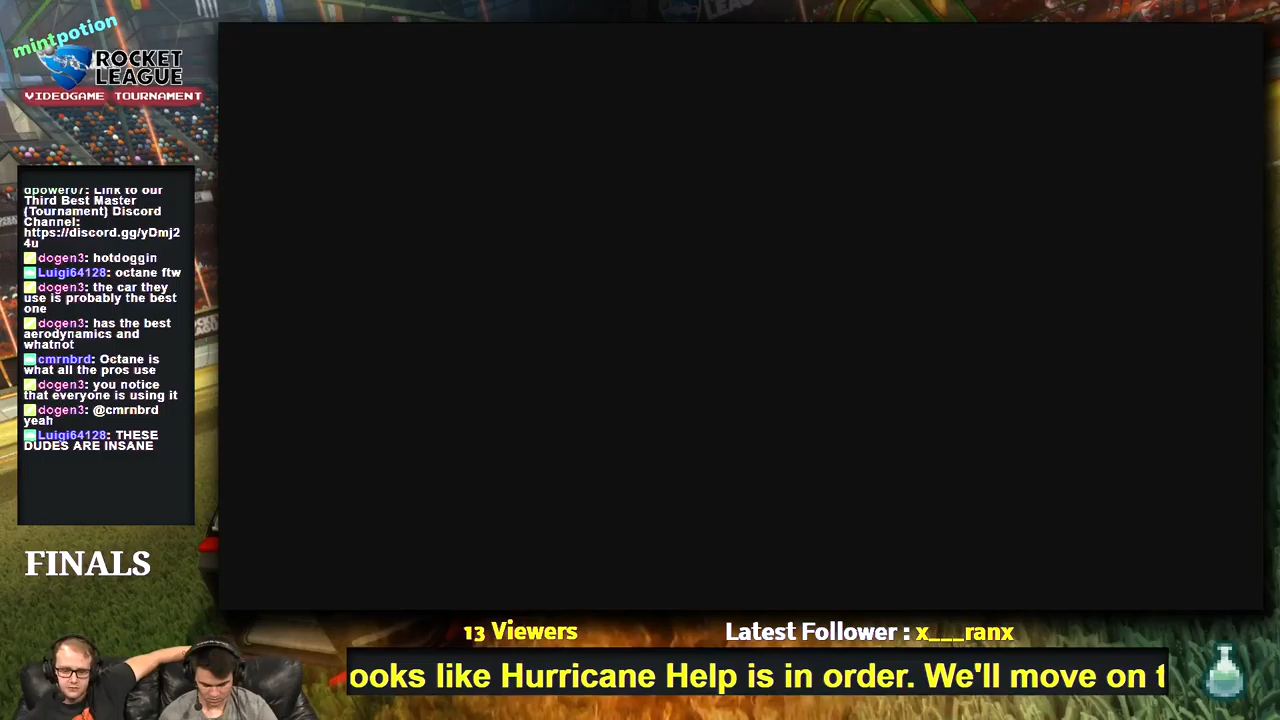 mintpotion
ROCKET
LEAGUE
VIDEOGAME TOURNAMENT
dpower07: Link to our
Third Best Master
(Tournament) Discord
Channel:
https://discord.gg/yDmj2
4u
dogen3: hotdoggin
Luigi64128: octane ftw
dogen3: the car they
use is probably the best
one
dogen3: has the best
aerodynamics and
whatnot
cmrnbrd: Octane is
what all the pros use
dogen3: you notice
that everyone is using it
dogen3: @cmrnbrd
yeah
Luigi64128: THESE
DUDES ARE INSANE
FINALS
13 Viewers
Latest Follower : x___ranx
ooks like Hurricane Help is in order. We'll move on t